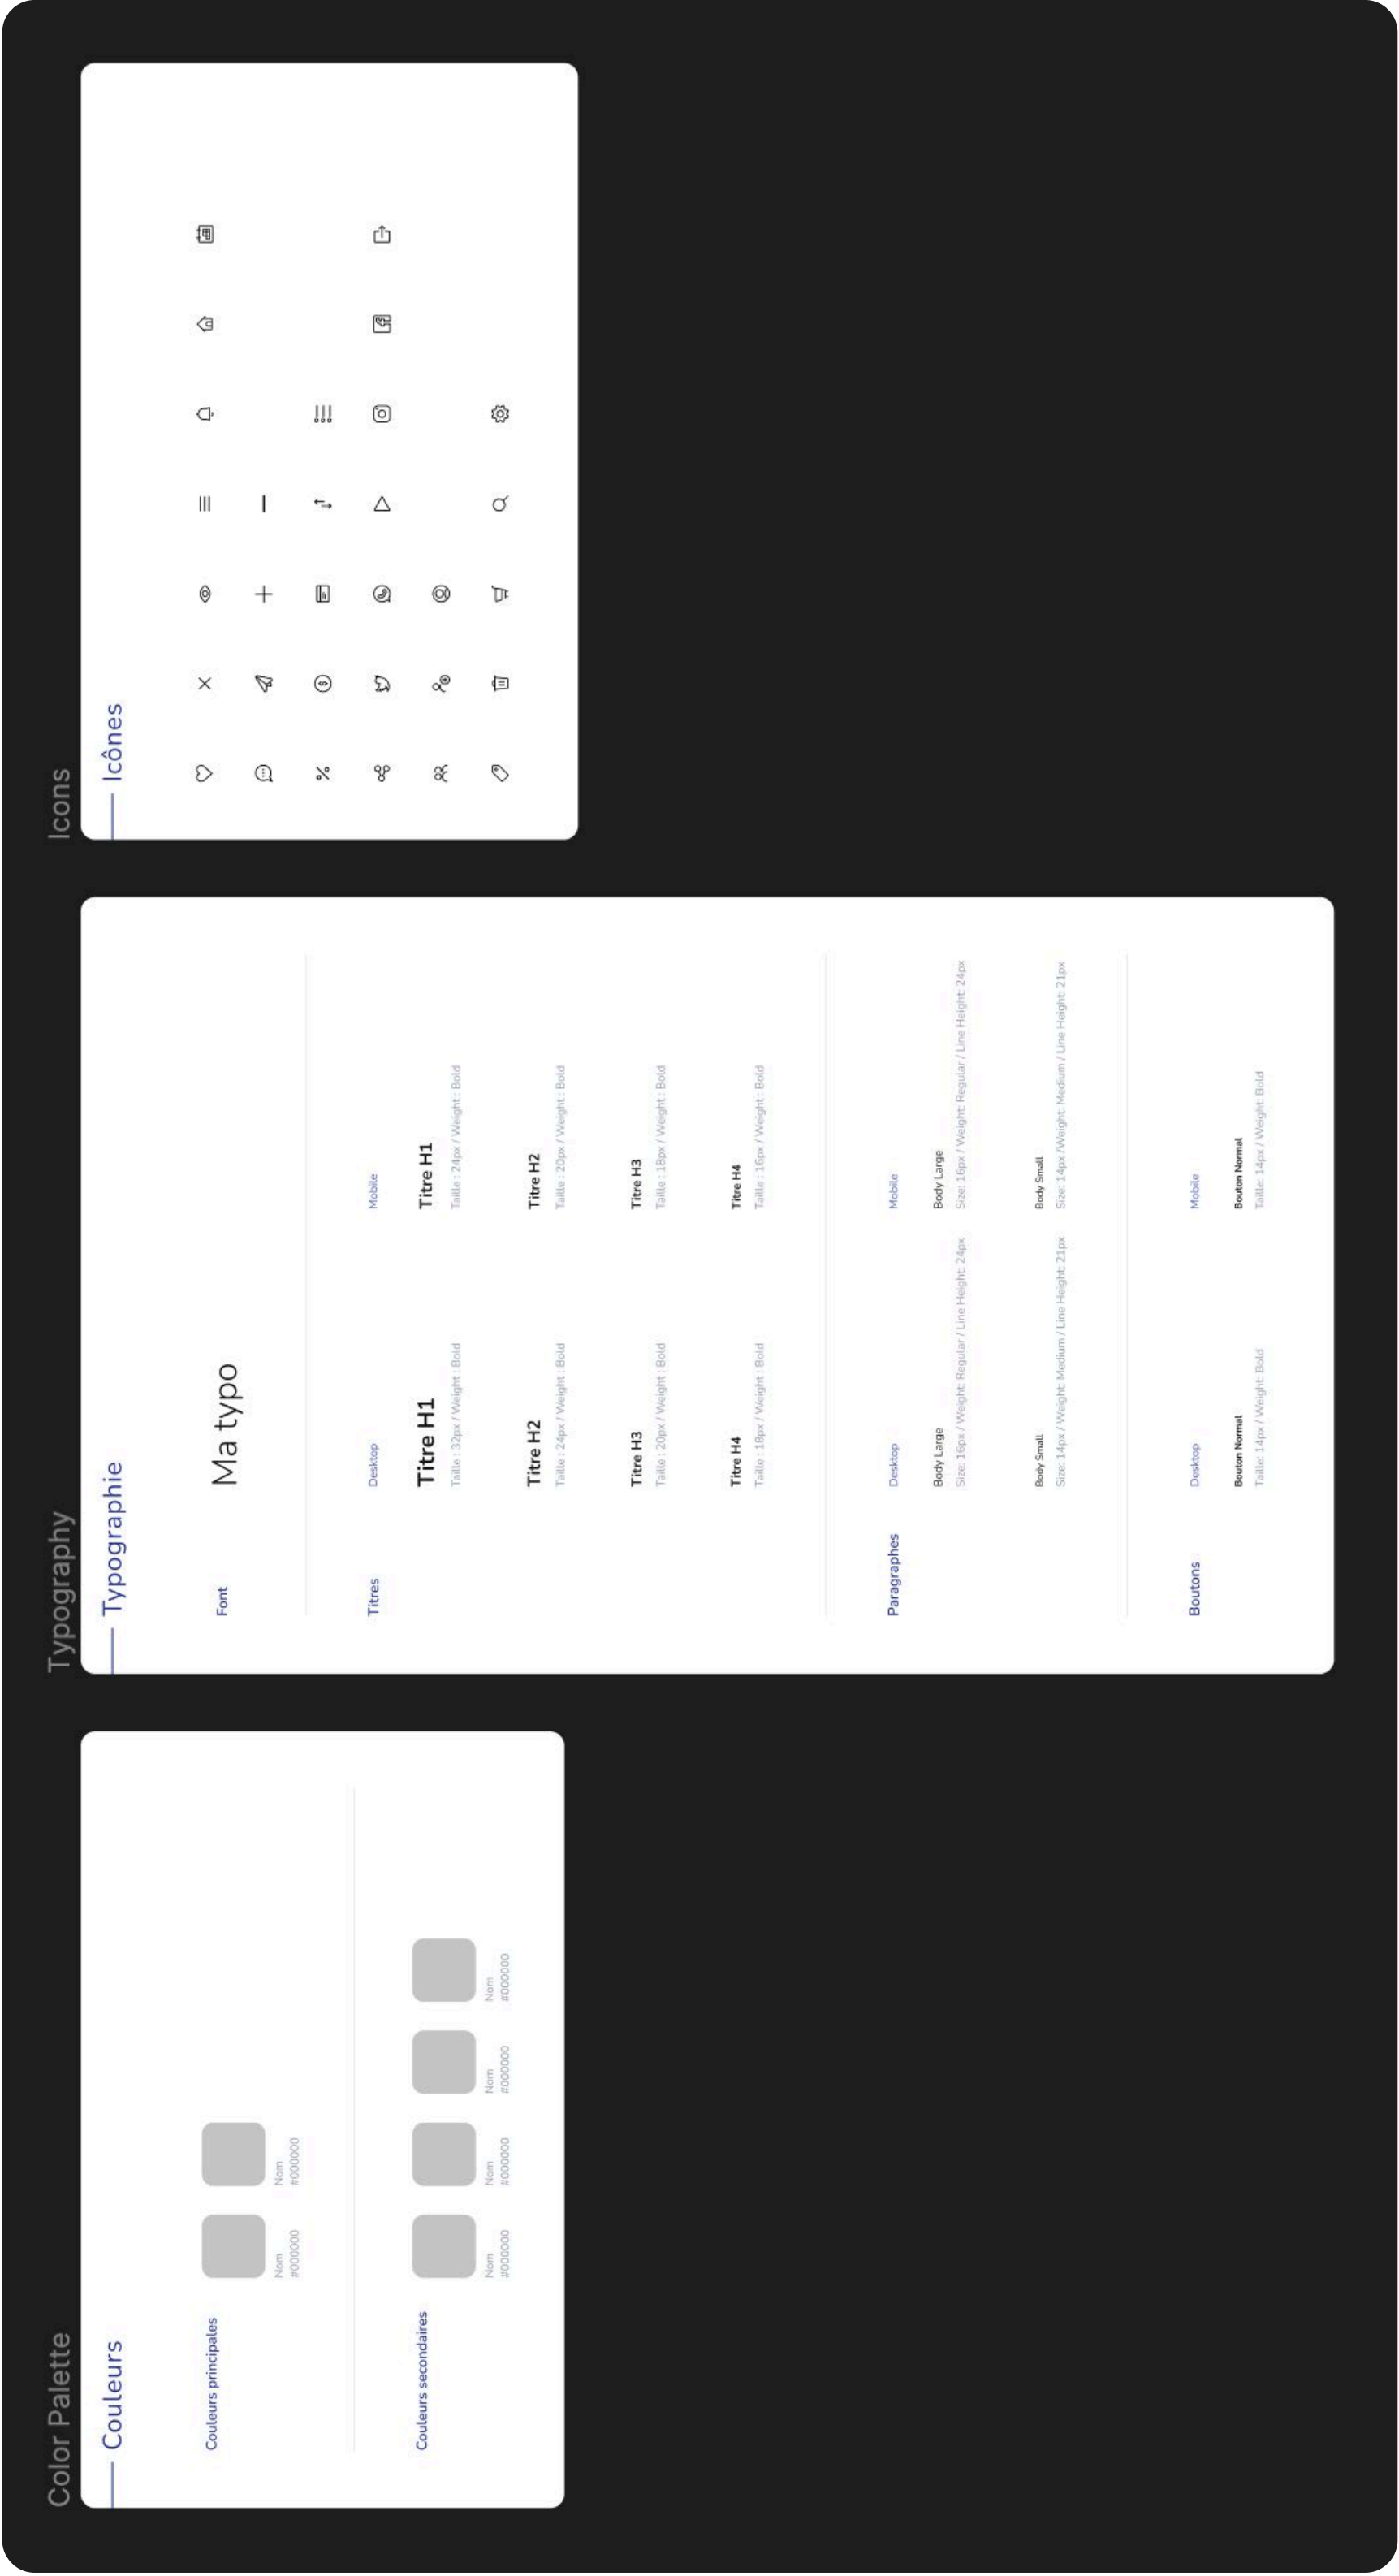 Color Palette
Couleurs
Couleurs principales
Nom
#000000
Nom
#000000
Couleurs secondaires
Nom
#000000
Nom
#000000
Nom
#000000
Nom
#000000
Typography
Typographie
Font
Ma typo
Titres
Desktop
Mobile
Titre H1
Taille : 32px / Weight : Bold
Titre H1
Taille : 24px / Weight : Bold
Titre H2
Taille : 24px / Weight : Bold
Titre H2
Taille : 20px / Weight : Bold
Titre H3
Taille : 20px / Weight : Bold
Titre H3
Taille : 18px / Weight : Bold
Titre H4
Taille : 18px / Weight : Bold
Titre H4
Taille : 16px / Weight : Bold
Paragraphes
Desktop
Mobile
Body Large
Size: 16px / Weight: Regular / Line Height: 24px
Body Large
Size: 16px / Weight: Regular / Line Height: 24px
Body Small
Size: 14px / Weight: Medium / Line Height: 21px
Body Small
Size: 14px /Weight: Medium / Line Height: 21px
Boutons
Desktop
Mobile
Bouton Normal
Taille: 14px / Weight: Bold
Bouton Normal
Taille: 14px / Weight: Bold
Icons
Icônes